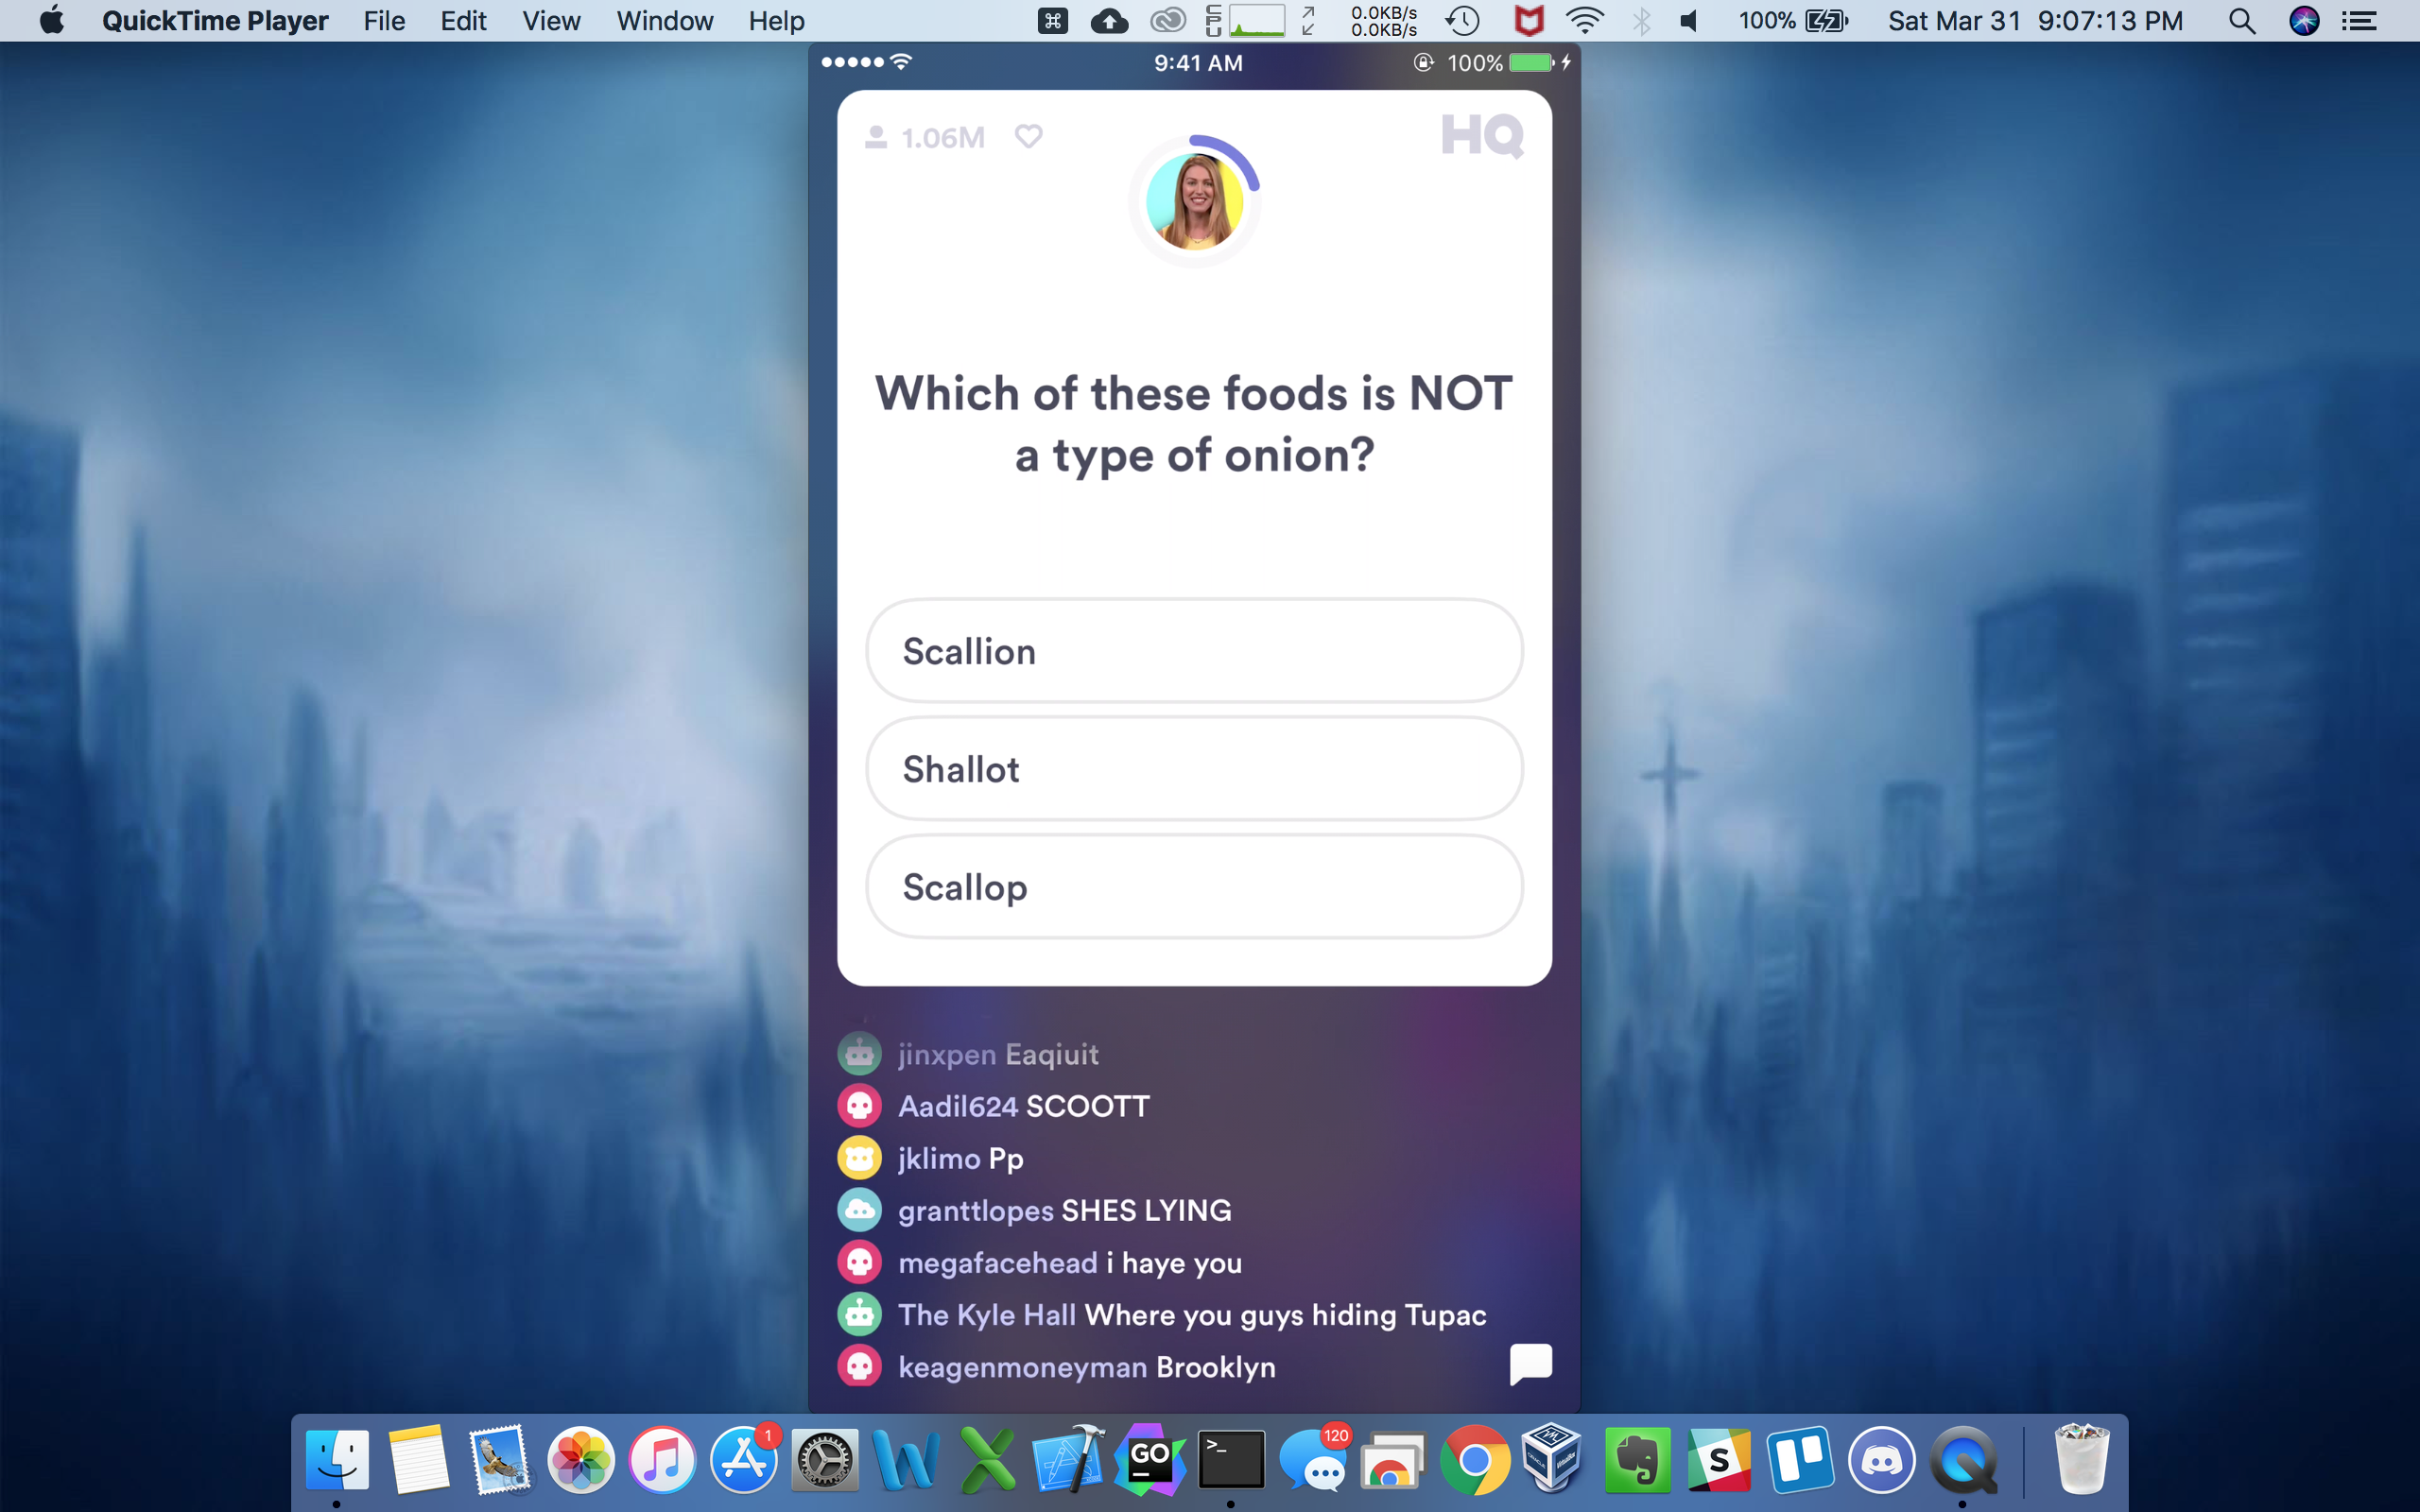 QuickTime Player File Edit View Window Help CPU 0.0KB/s 100% Sat Mar 31 9:07:13 PM
0.0KB/s
9:41 AM 100%
1.06M HQ
Which of these foods is NOT
a type of onion?
Scallion
Shallot
Scallop
jinxpen Eaqiuit
Aadil624 SCOOTT
jklimo Pp
granttlopes SHES LYING
megafacehead i haye you
The Kyle Hall Where you guys hiding Tupac
keagenmoneyman Brooklyn
1 W X GO >_ 120 S